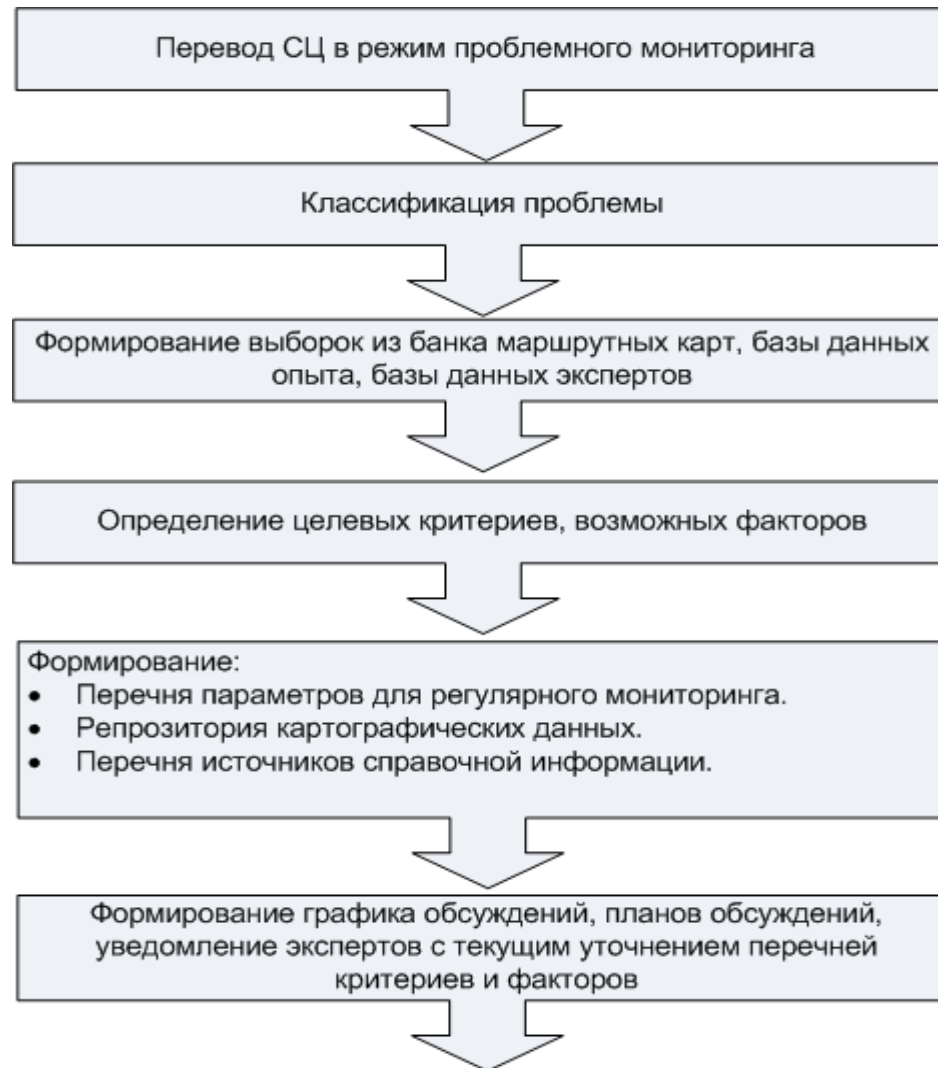 Перевод СЦ в режим проблемного мониторинга
Классификация проблемы
Формирование выборок из банка маршрутных карт, базы данных
опыта, базы данных экспертов
Определение целевых критериев, возможных факторов
Формирование:
• Перечня параметров для регулярного мониторинга.
• Репрозитория картографических данных.
• Перечня источников справочной информации.
Формирование графика обсуждений, планов обсуждений,
уведомление экспертов с текущим уточнением перечней
критериев и факторов